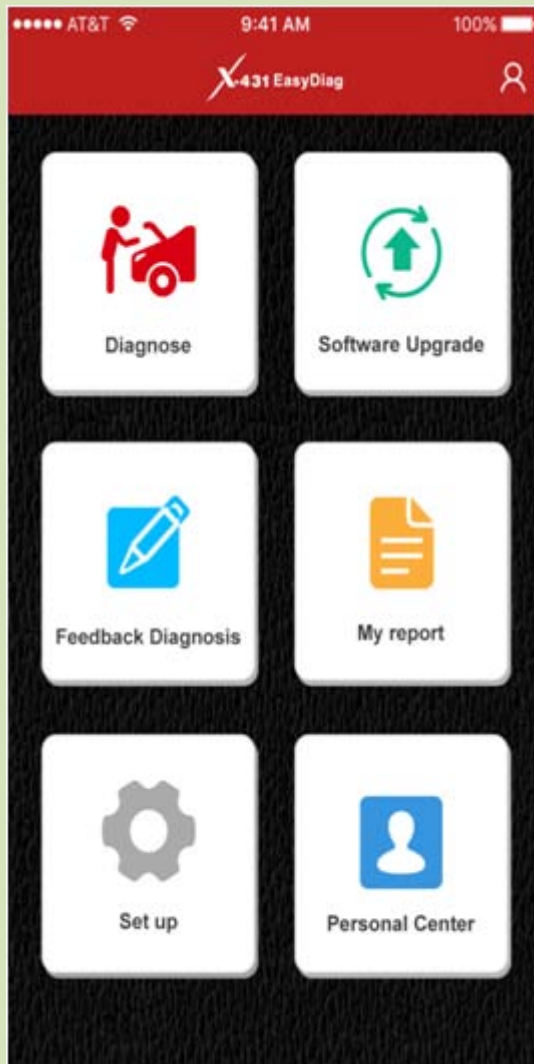 AT&T 9:41 AM 100%
X-431 EasyDiag
Diagnose Software Upgrade
Feedback Diagnosis My report
Set up Personal Center